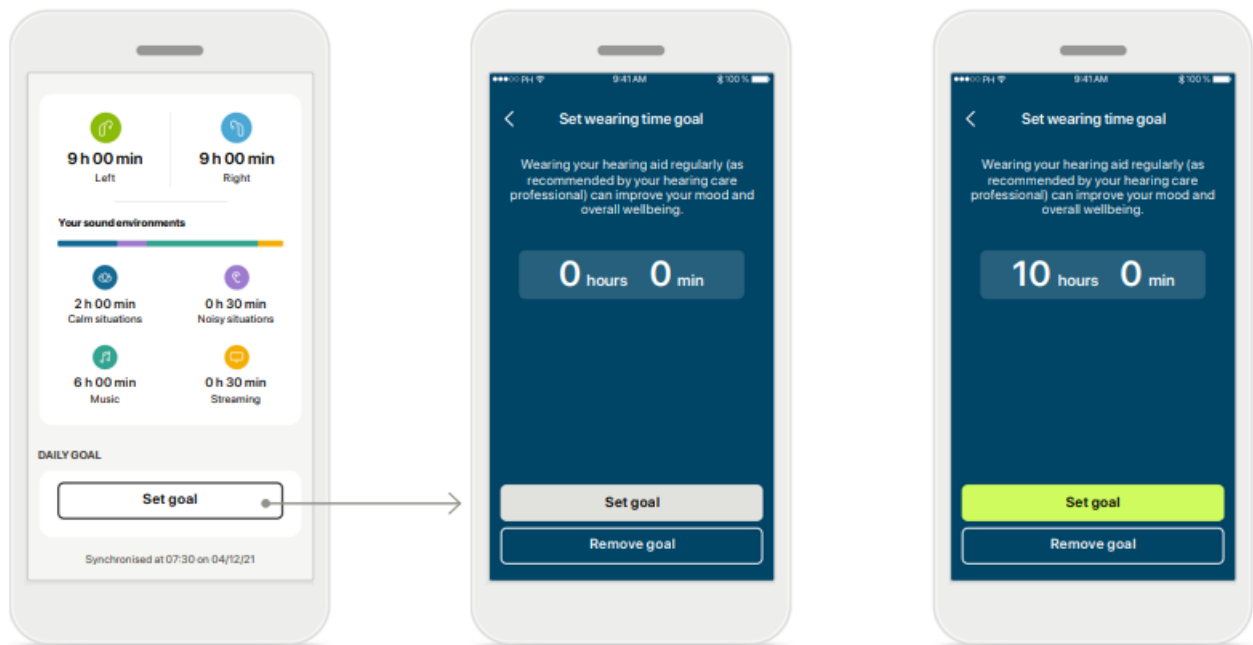 9 h 00 min
Left
9 h 00 min
Right
Your sound environments
2 h 00 min
Calm situations
0 h 30 min
Noisy situations
6 h 00 min
Music
0 h 30 min
Streaming
DAILY GOAL
Set goal
Synchronised at 07:30 on 04/12/21
PH 9:41 AM 100 %
Set wearing time goal
Wearing your hearing aid regularly (as
recommended by your hearing care
professional) can improve your mood and
overall wellbeing.
0 hours 0 min
Set goal
Remove goal
PH 9:41 AM 100 %
Set wearing time goal
Wearing your hearing aid regularly (as
recommended by your hearing care
professional) can improve your mood and
overall wellbeing.
10 hours 0 min
Set goal
Remove goal